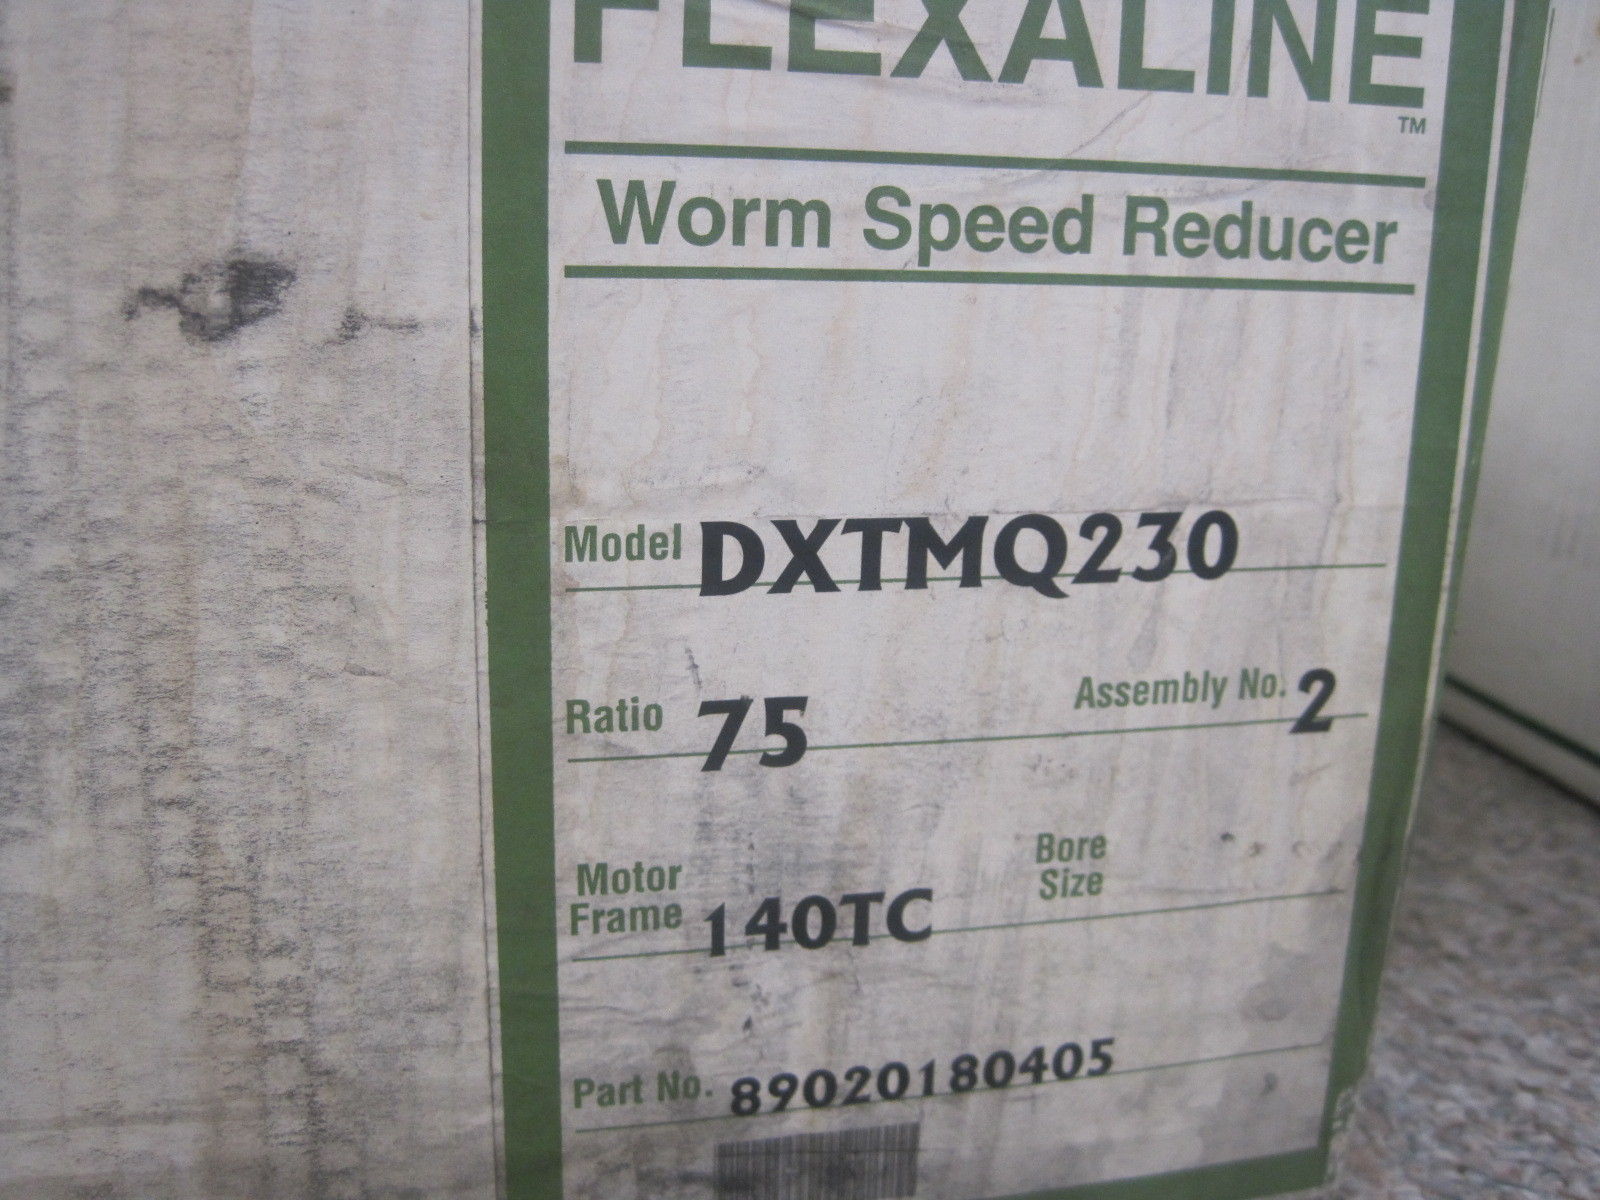 FLEXALINE
TM
Worm Speed Reducer
Model DXTMQ230
Ratio 75 Assembly No. 2
Motor Frame 140TC Bore Size
Part No. 89020180405